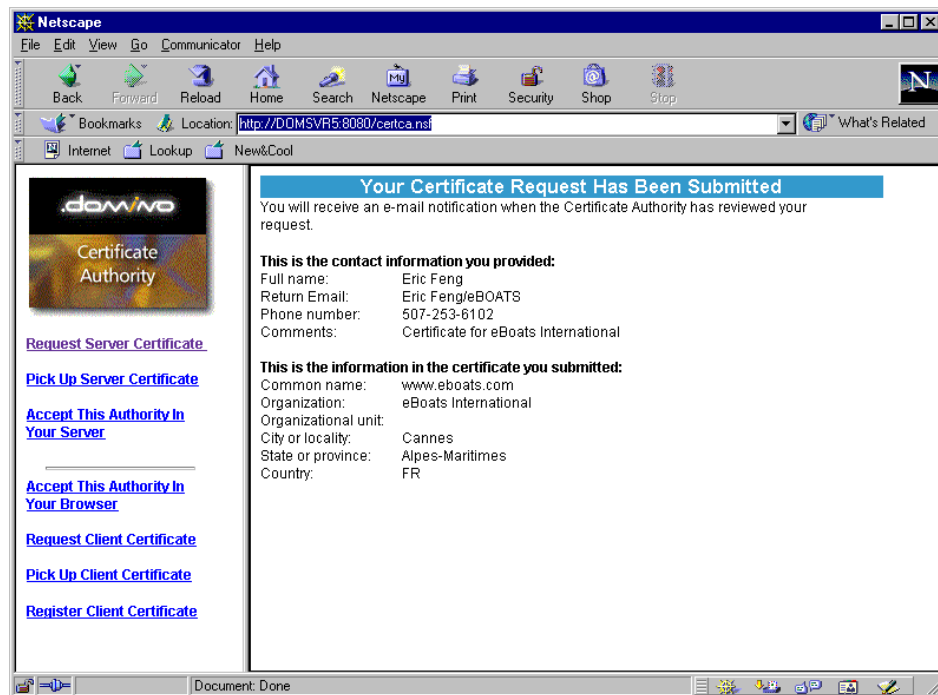 Netscape
File Edit View Go Communicator Help
Back Forward Reload Home Search Netscape Print Security Shop Stop
My
N
Bookmarks Location: http://DOMSVR5:8080/certca.nsf What's Related
Internet Lookup New&Cool
.domino
Certificate
Authority
Request Server Certificate
Pick Up Server Certificate
Accept This Authority In
Your Server
Accept This Authority In
Your Browser
Request Client Certificate
Pick Up Client Certificate
Register Client Certificate
Your Certificate Request Has Been Submitted
You will receive an e-mail notification when the Certificate Authority has reviewed your
request.
This is the contact information you provided:
Full name: Eric Feng
Return Email: Eric Feng/eBOATS
Phone number: 507-253-6102
Comments: Certificate for eBoats International
This is the information in the certificate you submitted:
Common name: www.eboats.com
Organization: eBoats International
Organizational unit:
City or locality: Cannes
State or province: Alpes-Maritimes
Country: FR
Document: Done